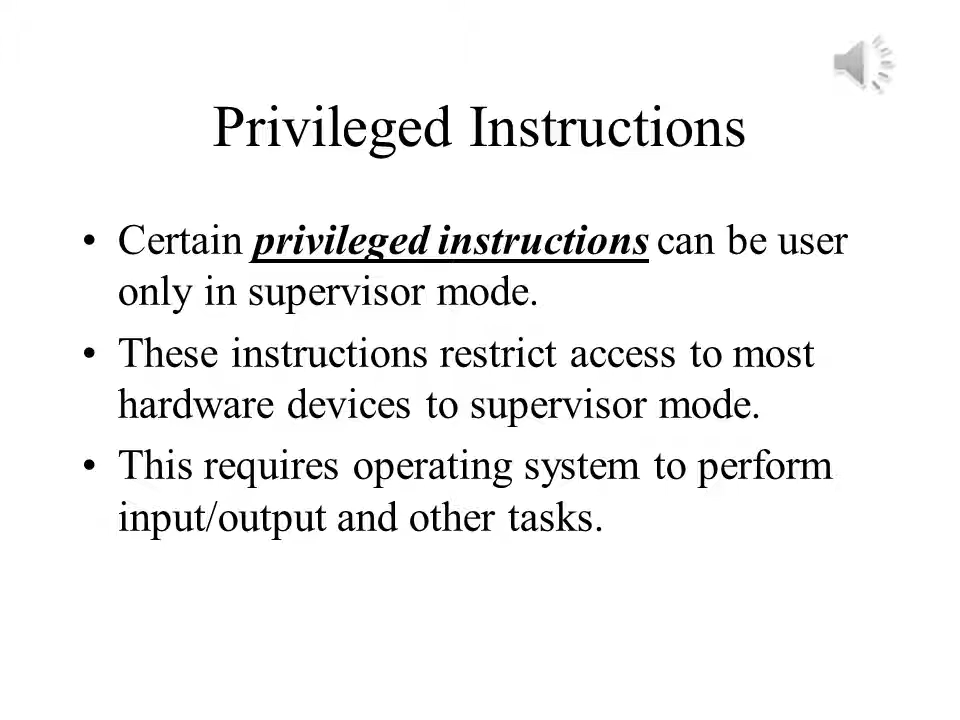 Privileged Instructions
• Certain privileged instructions can be user
only in supervisor mode.
• These instructions restrict access to most
hardware devices to supervisor mode.
• This requires operating system to perform
input/output and other tasks.